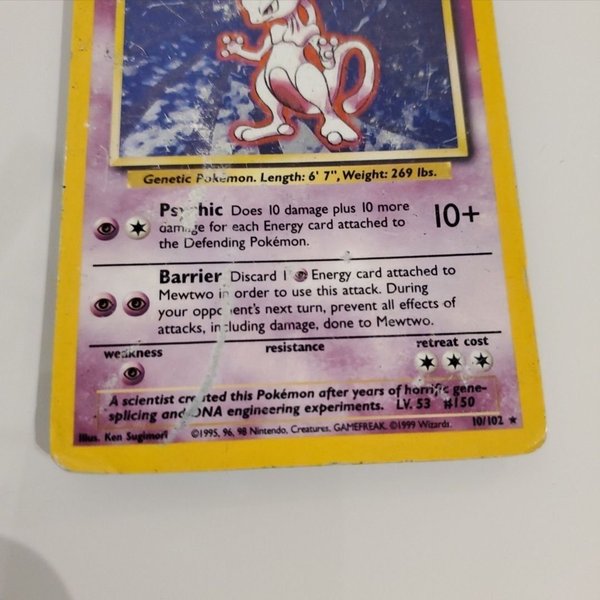 Genetic Pokémon. Length: 6' 7", Weight: 269 lbs.
Psychic Does 10 damage plus 10 more
damage for each Energy card attached to
the Defending Pokémon.
10+
Barrier Discard 1 Energy card attached to
Mewtwo in order to use this attack. During
your opponent's next turn, prevent all effects of
attacks, including damage, done to Mewtwo.
weakness resistance retreat cost
A scientist created this Pokémon after years of horrific gene-
splicing and DNA engineering experiments. LV. 53 #150
Illus. Ken Sugimori ©1995, 96, 98 Nintendo, Creatures, GAMEFREAK. ©1999 Wizards. 10/102